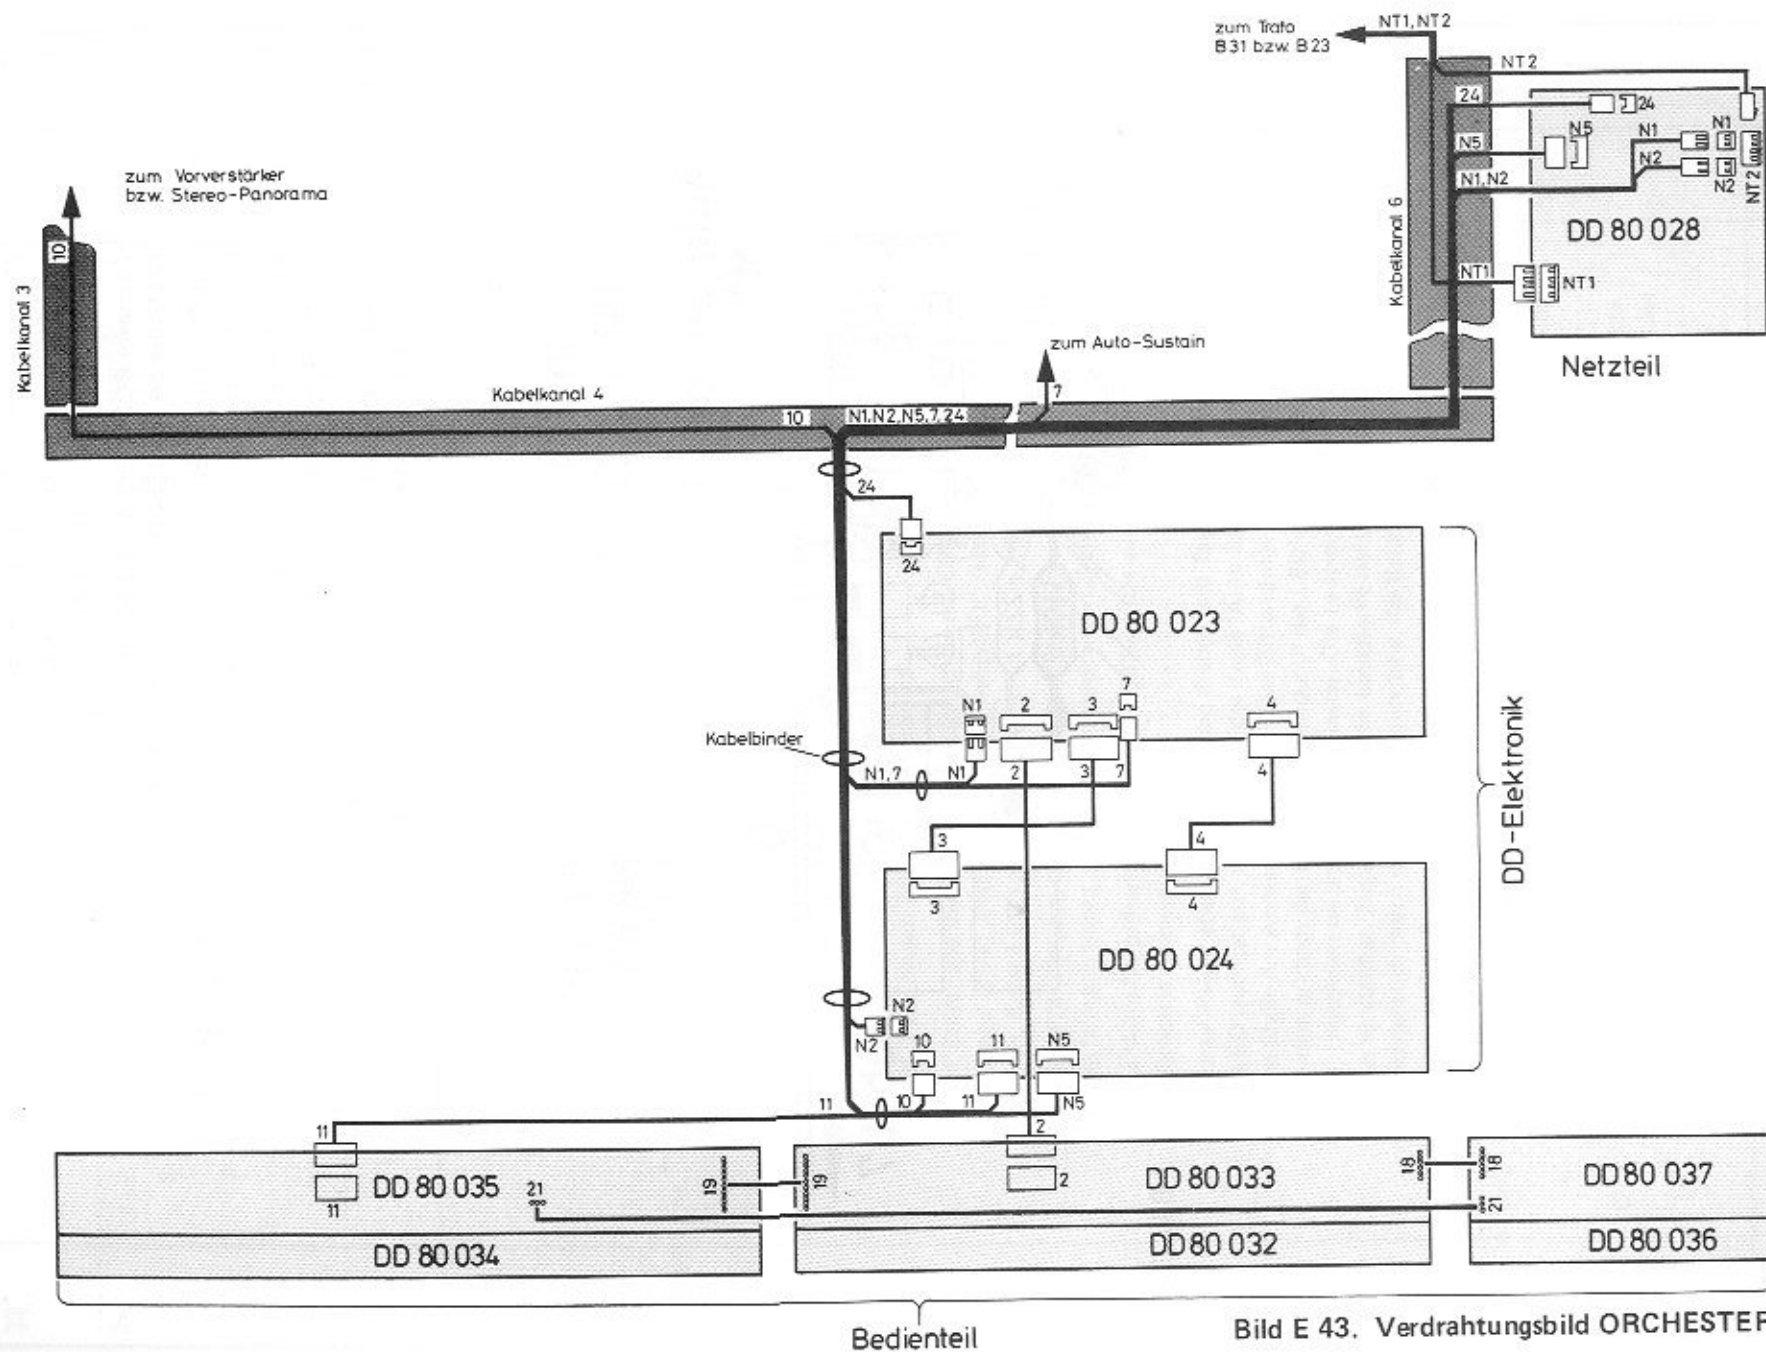 zum Trafo
B31 bzw. B23
NT1, NT2
NT2
24
24
N5
N5
N1
N1
N2
N2
NT2
N1, N2
DD 80 028
Kabelkanal 6
NT1
NT1
Netzteil
zum Vorverstärker
bzw. Stereo-Panorama
10
Kabelkanal 3
zum Auto-Sustain
7
Kabelkanal 4
10
N1, N2, N5, 7, 24
24
24
DD 80 023
N1
2
3
7
4
Kabelbinder
N1, 7
N1
2
3
7
4
DD-Elektronik
3
4
3
4
DD 80 024
N2
N2
10
11
N5
11
10
11
N5
11
2
DD 80 035
11
21
19
19
2
DD 80 033
18
18
DD 80 037
21
DD 80 034
DD 80 032
DD 80 036
Bedienteil
Bild E 43. Verdrahtungsbild ORCHESTER